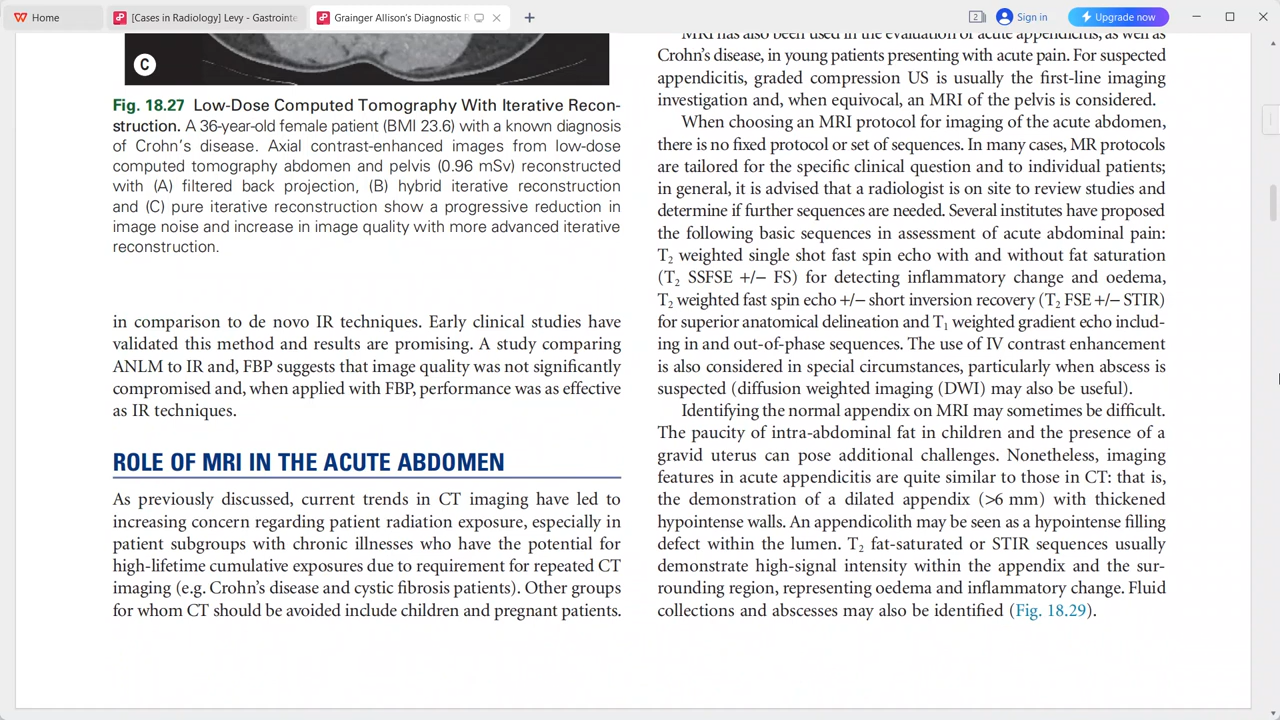 Home
[Cases in Radiology] Levy - Gastrointe
Grainger Allison's Diagnostic R
2
Sign in
Upgrade now
C
Fig. 18.27 Low-Dose Computed Tomography With Iterative Recon-
struction. A 36-year-old female patient (BMI 23.6) with a known diagnosis
of Crohn's disease. Axial contrast-enhanced images from low-dose
computed tomography abdomen and pelvis (0.96 mSv) reconstructed
with (A) filtered back projection, (B) hybrid iterative reconstruction
and (C) pure iterative reconstruction show a progressive reduction in
image noise and increase in image quality with more advanced iterative
reconstruction.
in comparison to de novo IR techniques. Early clinical studies have
validated this method and results are promising. A study comparing
ANLM to IR and, FBP suggests that image quality was not significantly
compromised and, when applied with FBP, performance was as effective
as IR techniques.
ROLE OF MRI IN THE ACUTE ABDOMEN
As previously discussed, current trends in CT imaging have led to
increasing concern regarding patient radiation exposure, especially in
patient subgroups with chronic illnesses who have the potential for
high-lifetime cumulative exposures due to requirement for repeated CT
imaging (e.g. Crohn's disease and cystic fibrosis patients). Other groups
for whom CT should be avoided include children and pregnant patients.
MRI has also been used in the evaluation of acute appendicitis, as well as
Crohn's disease, in young patients presenting with acute pain. For suspected
appendicitis, graded compression US is usually the first-line imaging
investigation and, when equivocal, an MRI of the pelvis is considered.
When choosing an MRI protocol for imaging of the acute abdomen,
there is no fixed protocol or set of sequences. In many cases, MR protocols
are tailored for the specific clinical question and to individual patients;
in general, it is advised that a radiologist is on site to review studies and
determine if further sequences are needed. Several institutes have proposed
the following basic sequences in assessment of acute abdominal pain:
T₂ weighted single shot fast spin echo with and without fat saturation
(T₂ SSFSE +/− FS) for detecting inflammatory change and oedema,
T₂ weighted fast spin echo +/− short inversion recovery (T₂ FSE +/− STIR)
for superior anatomical delineation and T₁ weighted gradient echo includ-
ing in and out-of-phase sequences. The use of IV contrast enhancement
is also considered in special circumstances, particularly when abscess is
suspected (diffusion weighted imaging (DWI) may also be useful).
Identifying the normal appendix on MRI may sometimes be difficult.
The paucity of intra-abdominal fat in children and the presence of a
gravid uterus can pose additional challenges. Nonetheless, imaging
features in acute appendicitis are quite similar to those in CT: that is,
the demonstration of a dilated appendix (>6 mm) with thickened
hypointense walls. An appendicolith may be seen as a hypointense filling
defect within the lumen. T₂ fat-saturated or STIR sequences usually
demonstrate high-signal intensity within the appendix and the sur-
rounding region, representing oedema and inflammatory change. Fluid
collections and abscesses may also be identified (Fig. 18.29).